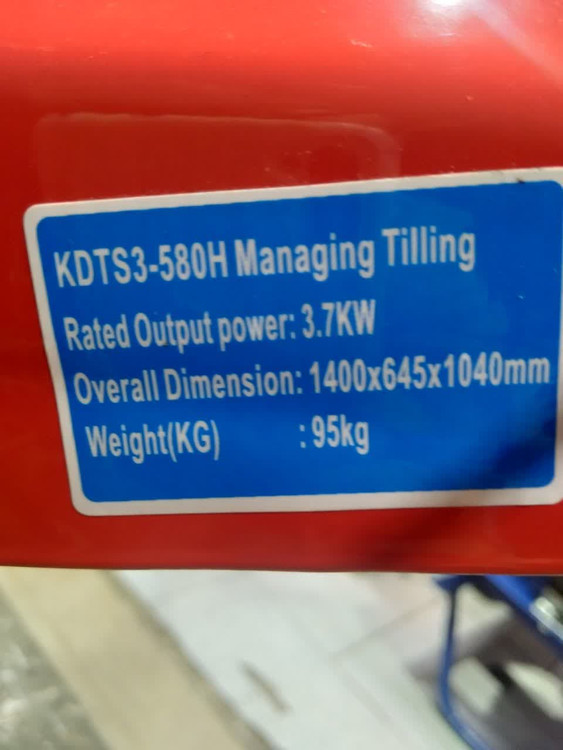 KDTS3-580H Managing Tilling
Rated Output power: 3.7KW
Overall Dimension: 1400x645x1040mm
Weight(KG) : 95kg